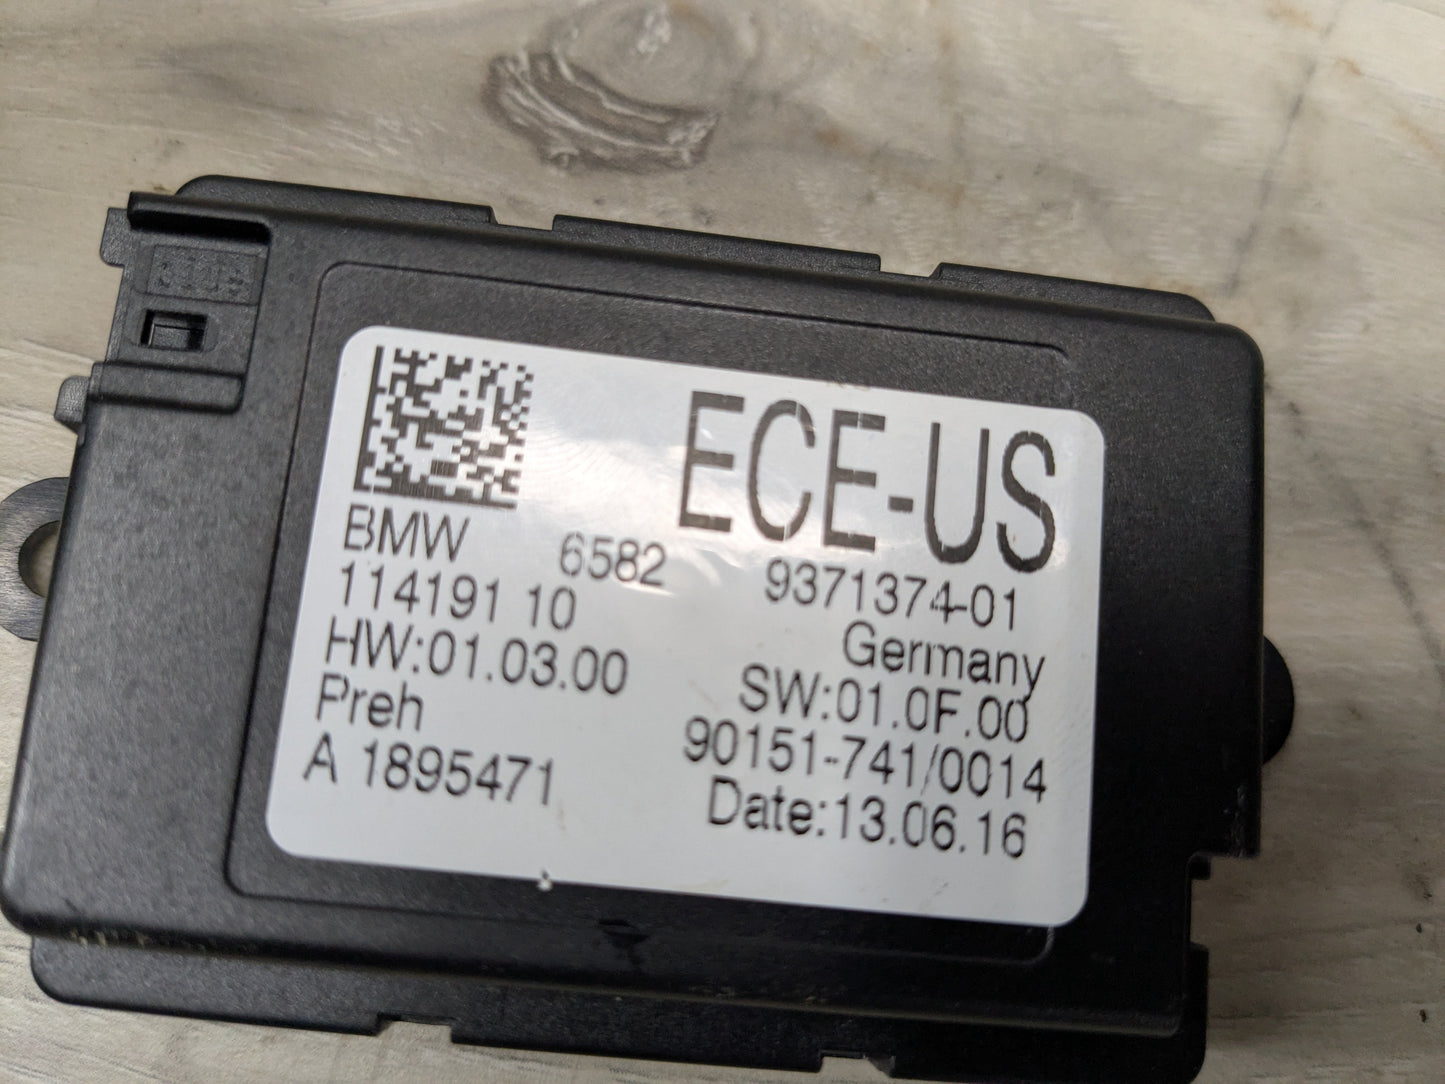 ECE-US
BMW 6582 9371374-01
114191 10 Germany
HW:01.03.00 SW:01.0F.00
Preh 90151-741/0014
A 1895471 Date:13.06.16